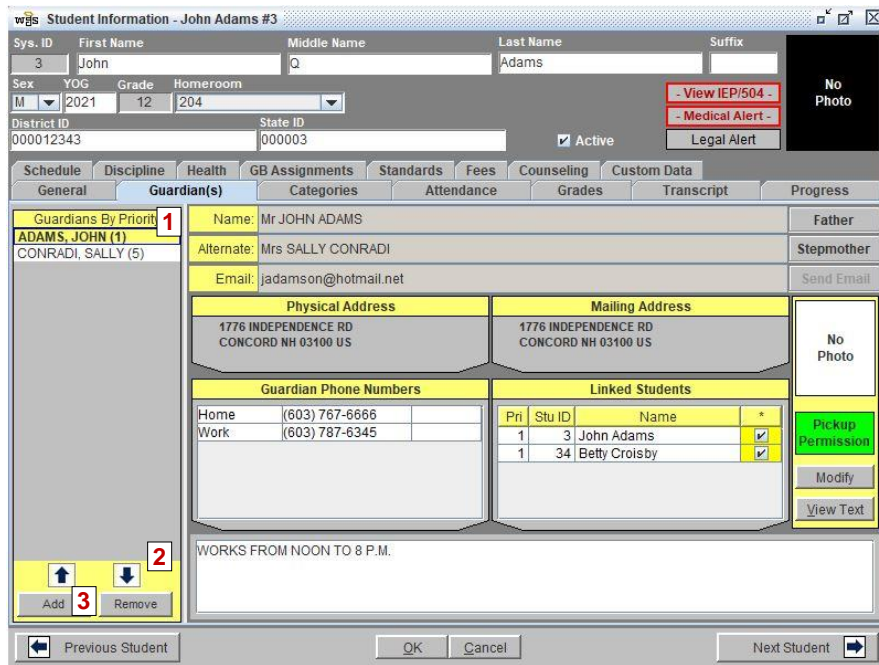 wgs Student Information - John Adams #3
Sys. ID First Name Middle Name Last Name Suffix
3 John Q Adams
Sex YOG Grade Homeroom
M 2021 12 204
- View IEP/504 -
No
Photo
- Medical Alert -
District ID State ID
000012343 000003 Active Legal Alert
Schedule Discipline Health GB Assignments Standards Fees Counseling Custom Data
General Guardian(s) Categories Attendance Grades Transcript Progress
Guardians By Priority 1
ADAMS, JOHN (1)
CONRADI, SALLY (5)
Name: Mr JOHN ADAMS Father
Alternate: Mrs SALLY CONRADI Stepmother
Email: jadamson@hotmail.net Send Email
Physical Address Mailing Address
1776 INDEPENDENCE RD 1776 INDEPENDENCE RD
CONCORD NH 03100 US CONCORD NH 03100 US
No
Photo
Guardian Phone Numbers Linked Students
Home (603) 767-6666
Work (603) 787-6345
Pri Stu ID Name *
1 3 John Adams
1 34 Betty Croisby
Pickup
Permission
Modify
View Text
WORKS FROM NOON TO 8 P.M.
2
Add 3 Remove
Previous Student OK Cancel Next Student